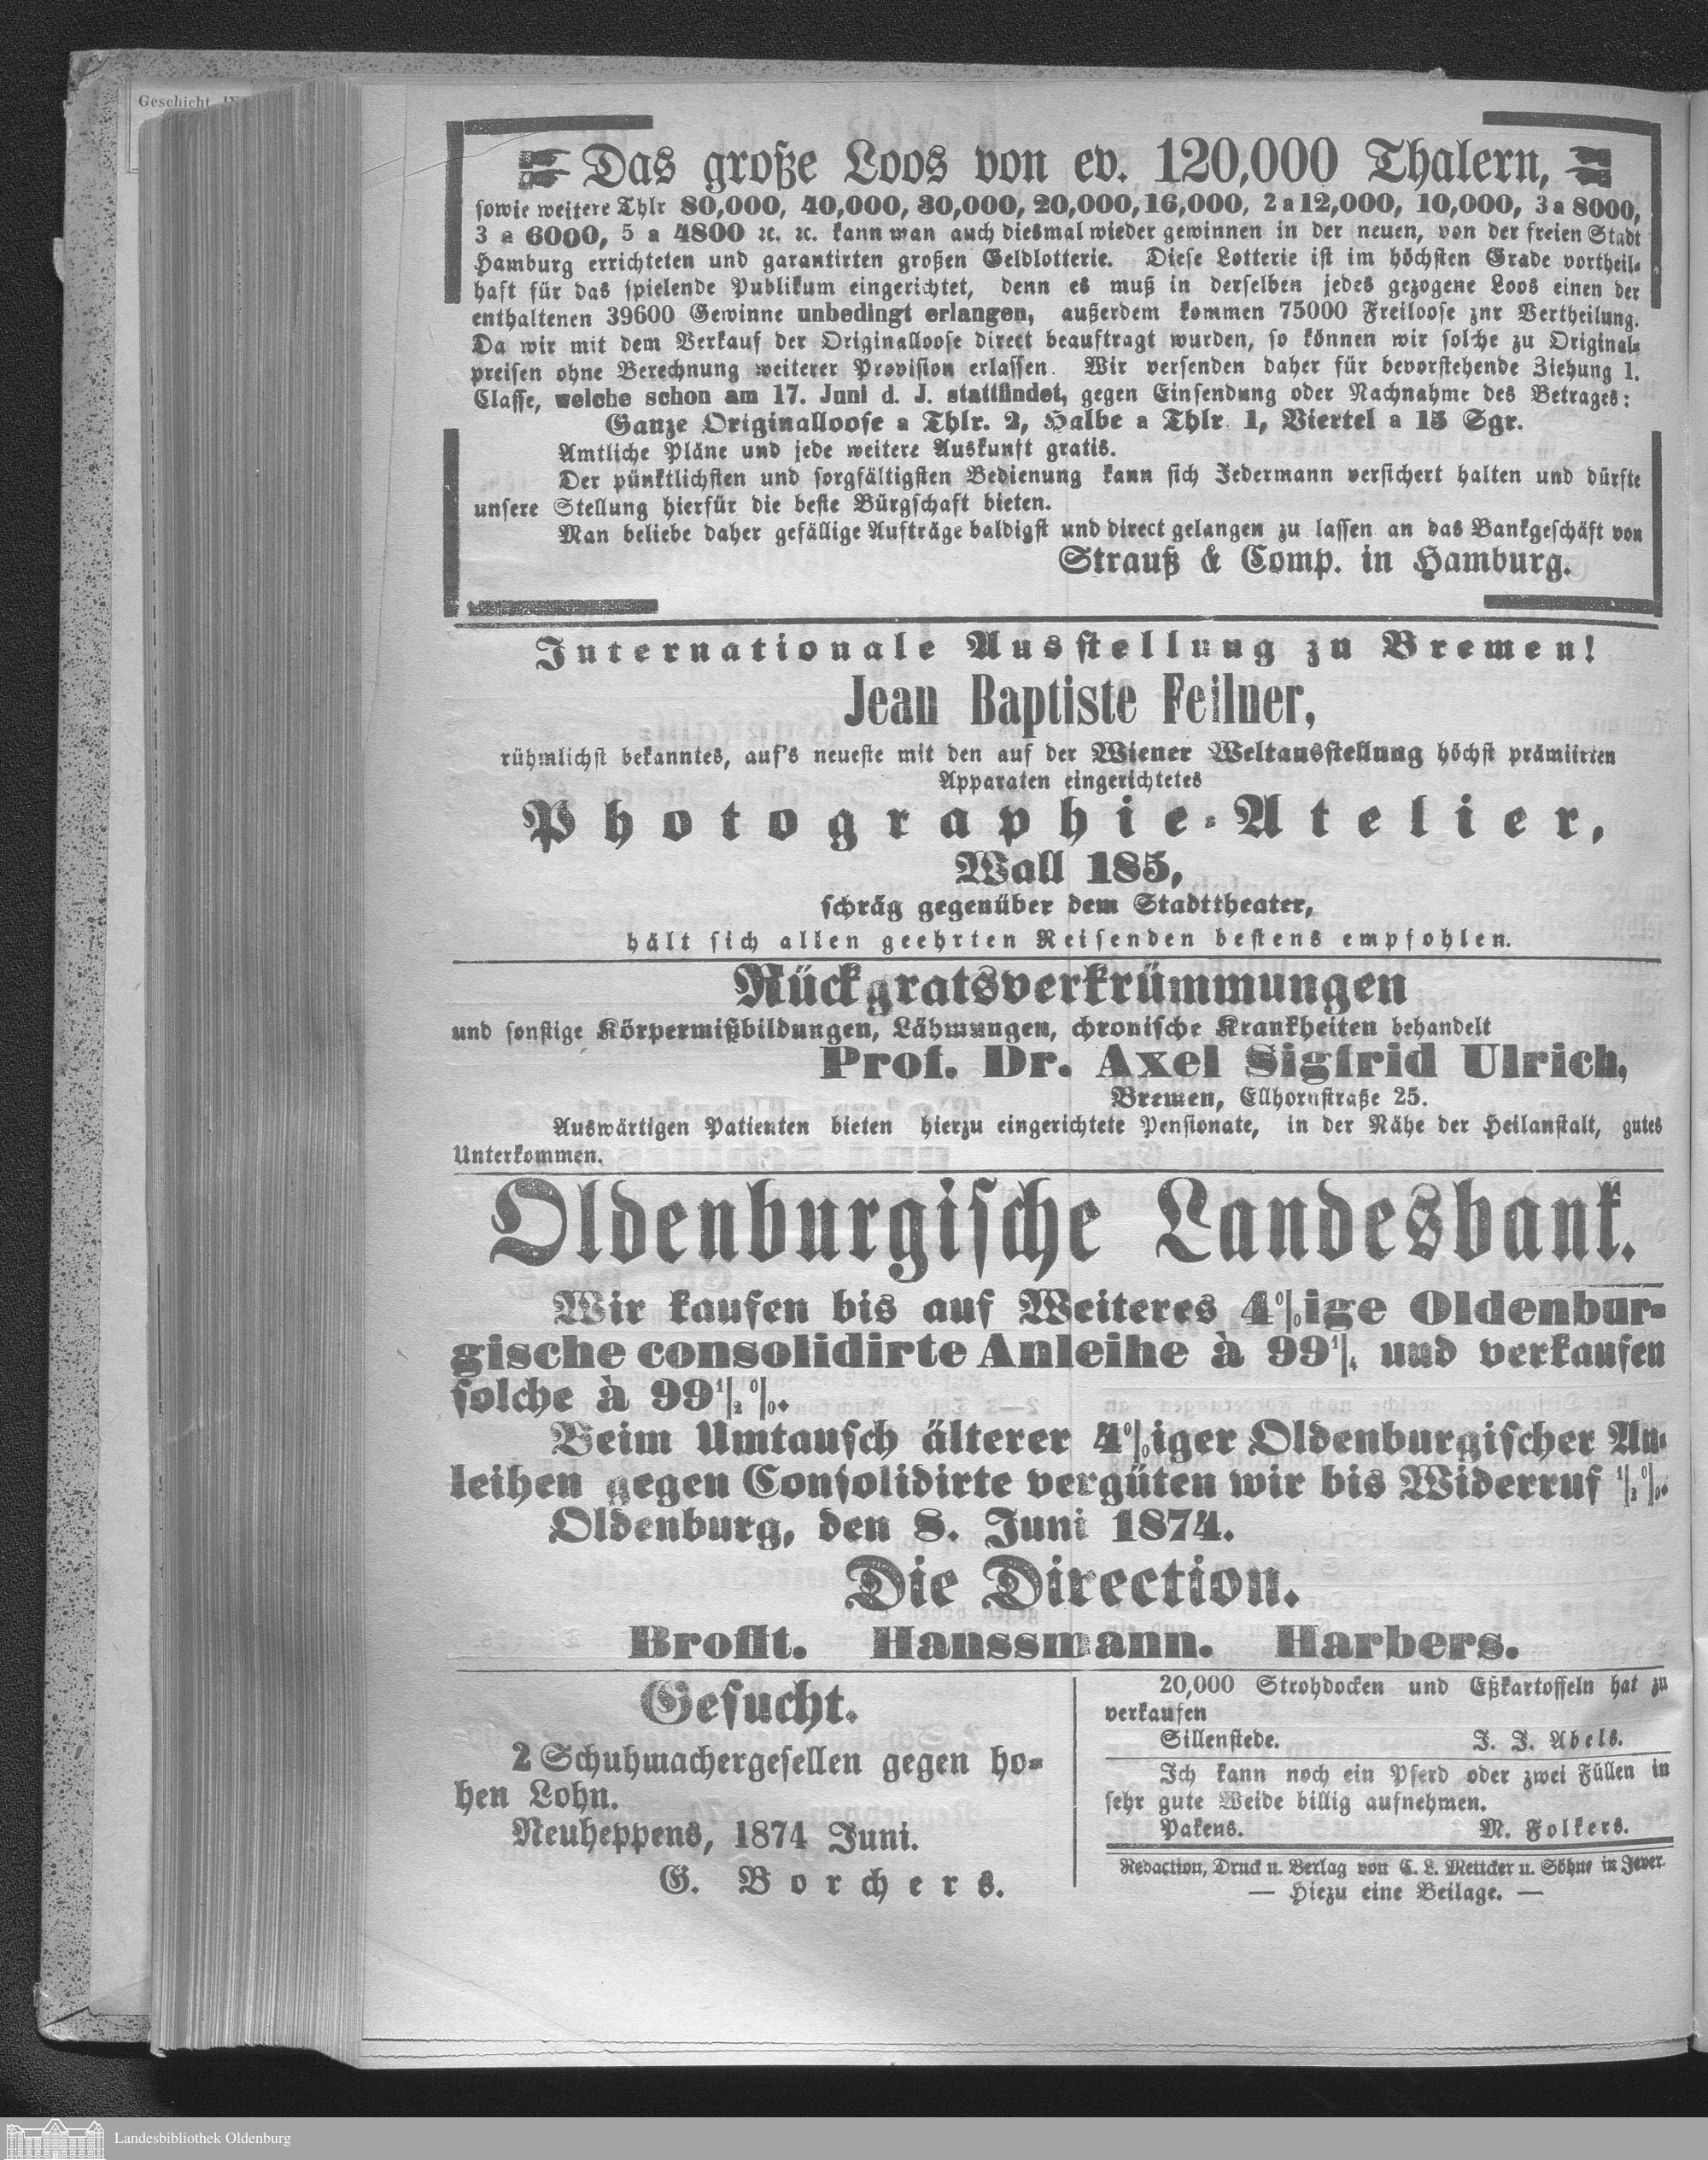 Geschicht
Das große Loos von ev. 120,000 Thalern,
sowie weitere Thlr 80,000, 40,000, 30,000, 20,000, 16,000, 2 a 12,000, 10,000, 3 a 8000,
3 a 6000, 5 a 4800 ꝛc. ꝛc. kann man auch diesmal wieder gewinnen in der neuen, von der freien Stadt
Hamburg errichteten und garantirten großen Geldlotterie. Diese Lotterie ist im höchsten Grade vortheil-
haft für das spielende Publikum eingerichtet, denn es muß in derselben jedes gezogene Loos einen der
enthaltenen 39600 Gewinne unbedingt erlangen, außerdem kommen 75000 Freiloose znr Vertheilung.
Da wir mit dem Verkauf der Originalloose direct beauftragt wurden, so können wir solche zu Original-
preisen ohne Berechnung weiterer Provision erlassen. Wir versenden daher für bevorstehende Ziehung 1.
Classe, welche schon am 17. Juni d. J. stattfindet, gegen Einsendung oder Nachnahme des Betrages:
Ganze Originalloose a Thlr. 2, Halbe a Thlr. 1, Viertel a 15 Sgr.
Amtliche Pläne und jede weitere Auskunft gratis.
Der pünktlichsten und sorgfältigsten Bedienung kann sich Jedermann versichert halten und dürfte
unsere Stellung hierfür die beste Bürgschaft bieten.
Man beliebe daher gefällige Aufträge baldigst und direct gelangen zu lassen an das Bankgeschäft von
Strauß & Comp. in Hamburg.
Internationale Ausstellung zu Bremen!
Jean Baptiste Feilner,
rühmlichst bekanntes, auf's neueste mit den auf der Wiener Weltausstellung höchst prämiirten
Apparaten eingerichtetes
Photographie-Atelier,
Wall 185,
schräg gegenüber dem Stadttheater,
hält sich allen geehrten Reisenden bestens empfohlen.
Rückgratsverkrümmungen
und sonstige Körpermißbildungen, Lähmungen, chronische Krankheiten behandelt
Prof. Dr. Axel Sigfrid Ulrich,
Bremen, Ellhornstraße 25.
Auswärtigen Patienten bieten hierzu eingerichtete Pensionate, in der Nähe der Heilanstalt, gutes
Unterkommen.
Oldenburgische Landesbank.
Wir kaufen bis auf Weiteres 4%ige Oldenbur-
gische consolidirte Anleihe à 99¼ und verkaufen
solche à 99½ %.
Beim Umtausch älterer 4%iger Oldenburgischer An-
leihen gegen Consolidirte vergüten wir bis Widerruf %.
Oldenburg, den 8. Juni 1874.
Die Direction.
Brofft. Hanssmann. Harbers.
Gesucht.
2 Schuhmachergesellen gegen ho-
hen Lohn.
Neuheppens, 1874 Juni.
G. Borchers.
20,000 Strohdocken und Eßkartoffeln hat zu
verkaufen
Sillenstede. J. J. Abels.
Ich kann noch ein Pferd oder zwei Füllen in
sehr gute Weide billig aufnehmen.
Pakens. M. Folkers.
Redaction, Druck u. Verlag von C. L. Mettcker u. Söhne in Jever.
— Hiezu eine Beilage. —
Landesbibliothek Oldenburg